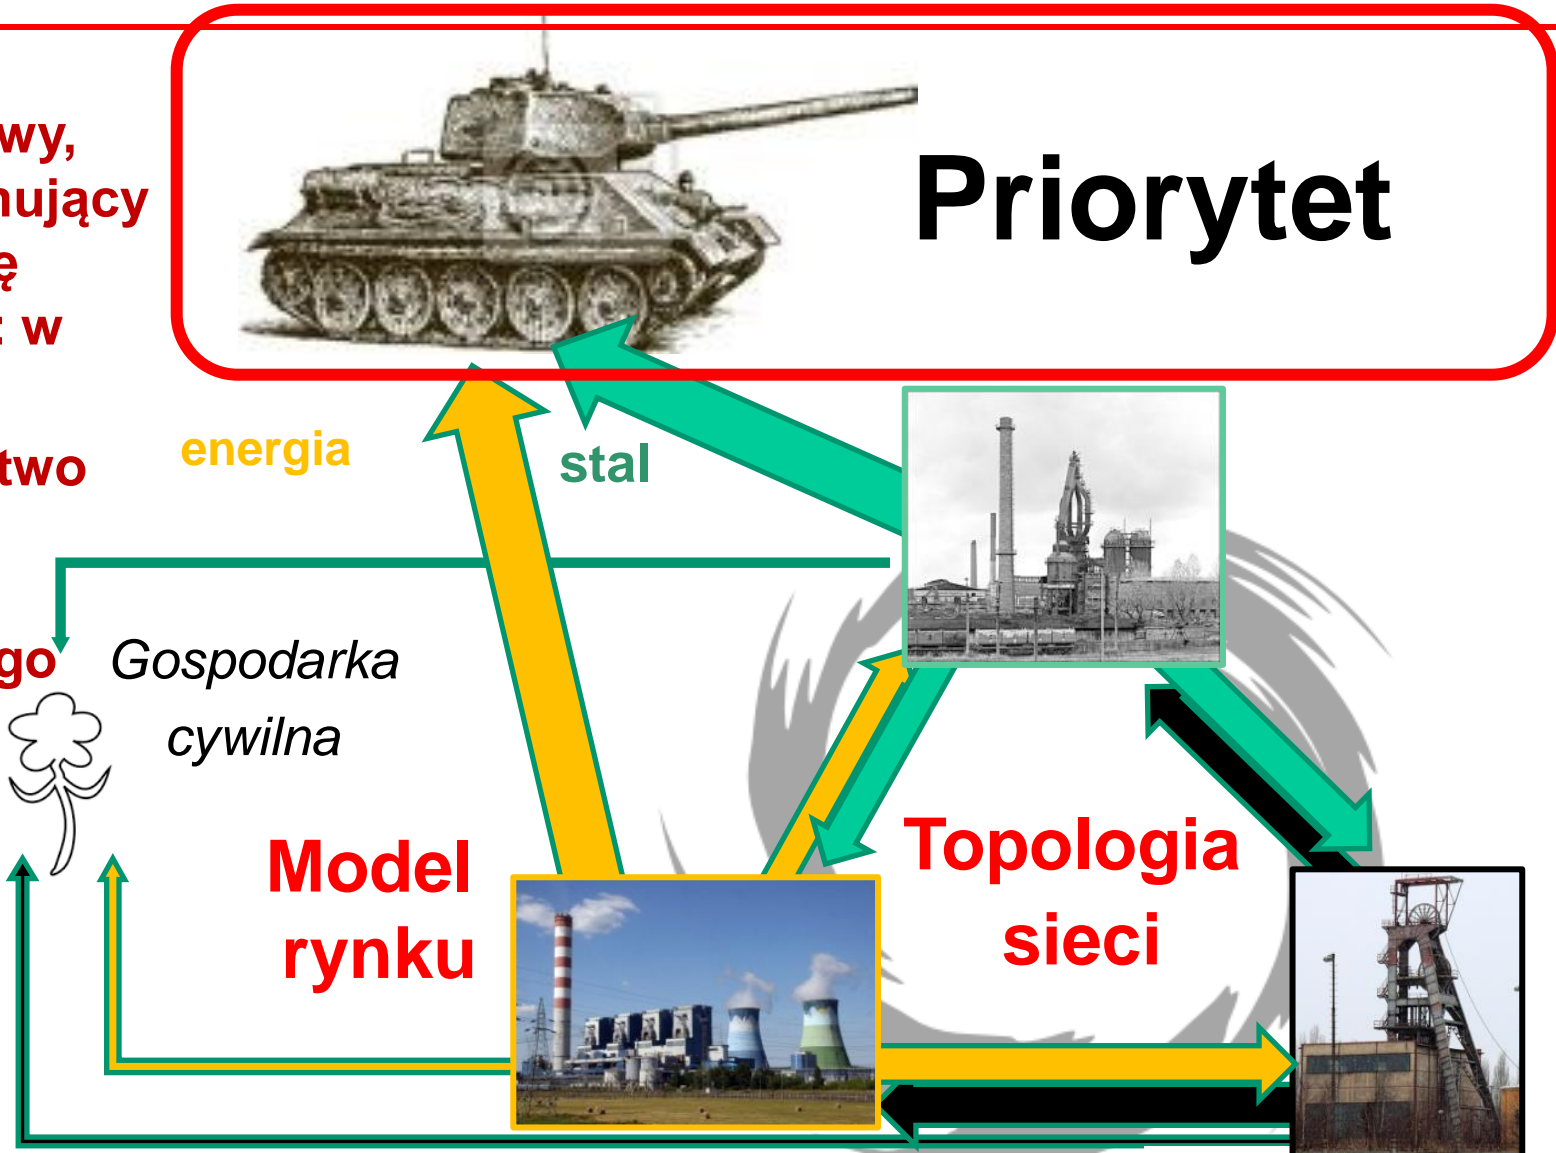 wy,
nujący
ę
w
two
go
Priorytet
energia
stal
Gospodarka
cywilna
Model
rynku
Topologia
sieci